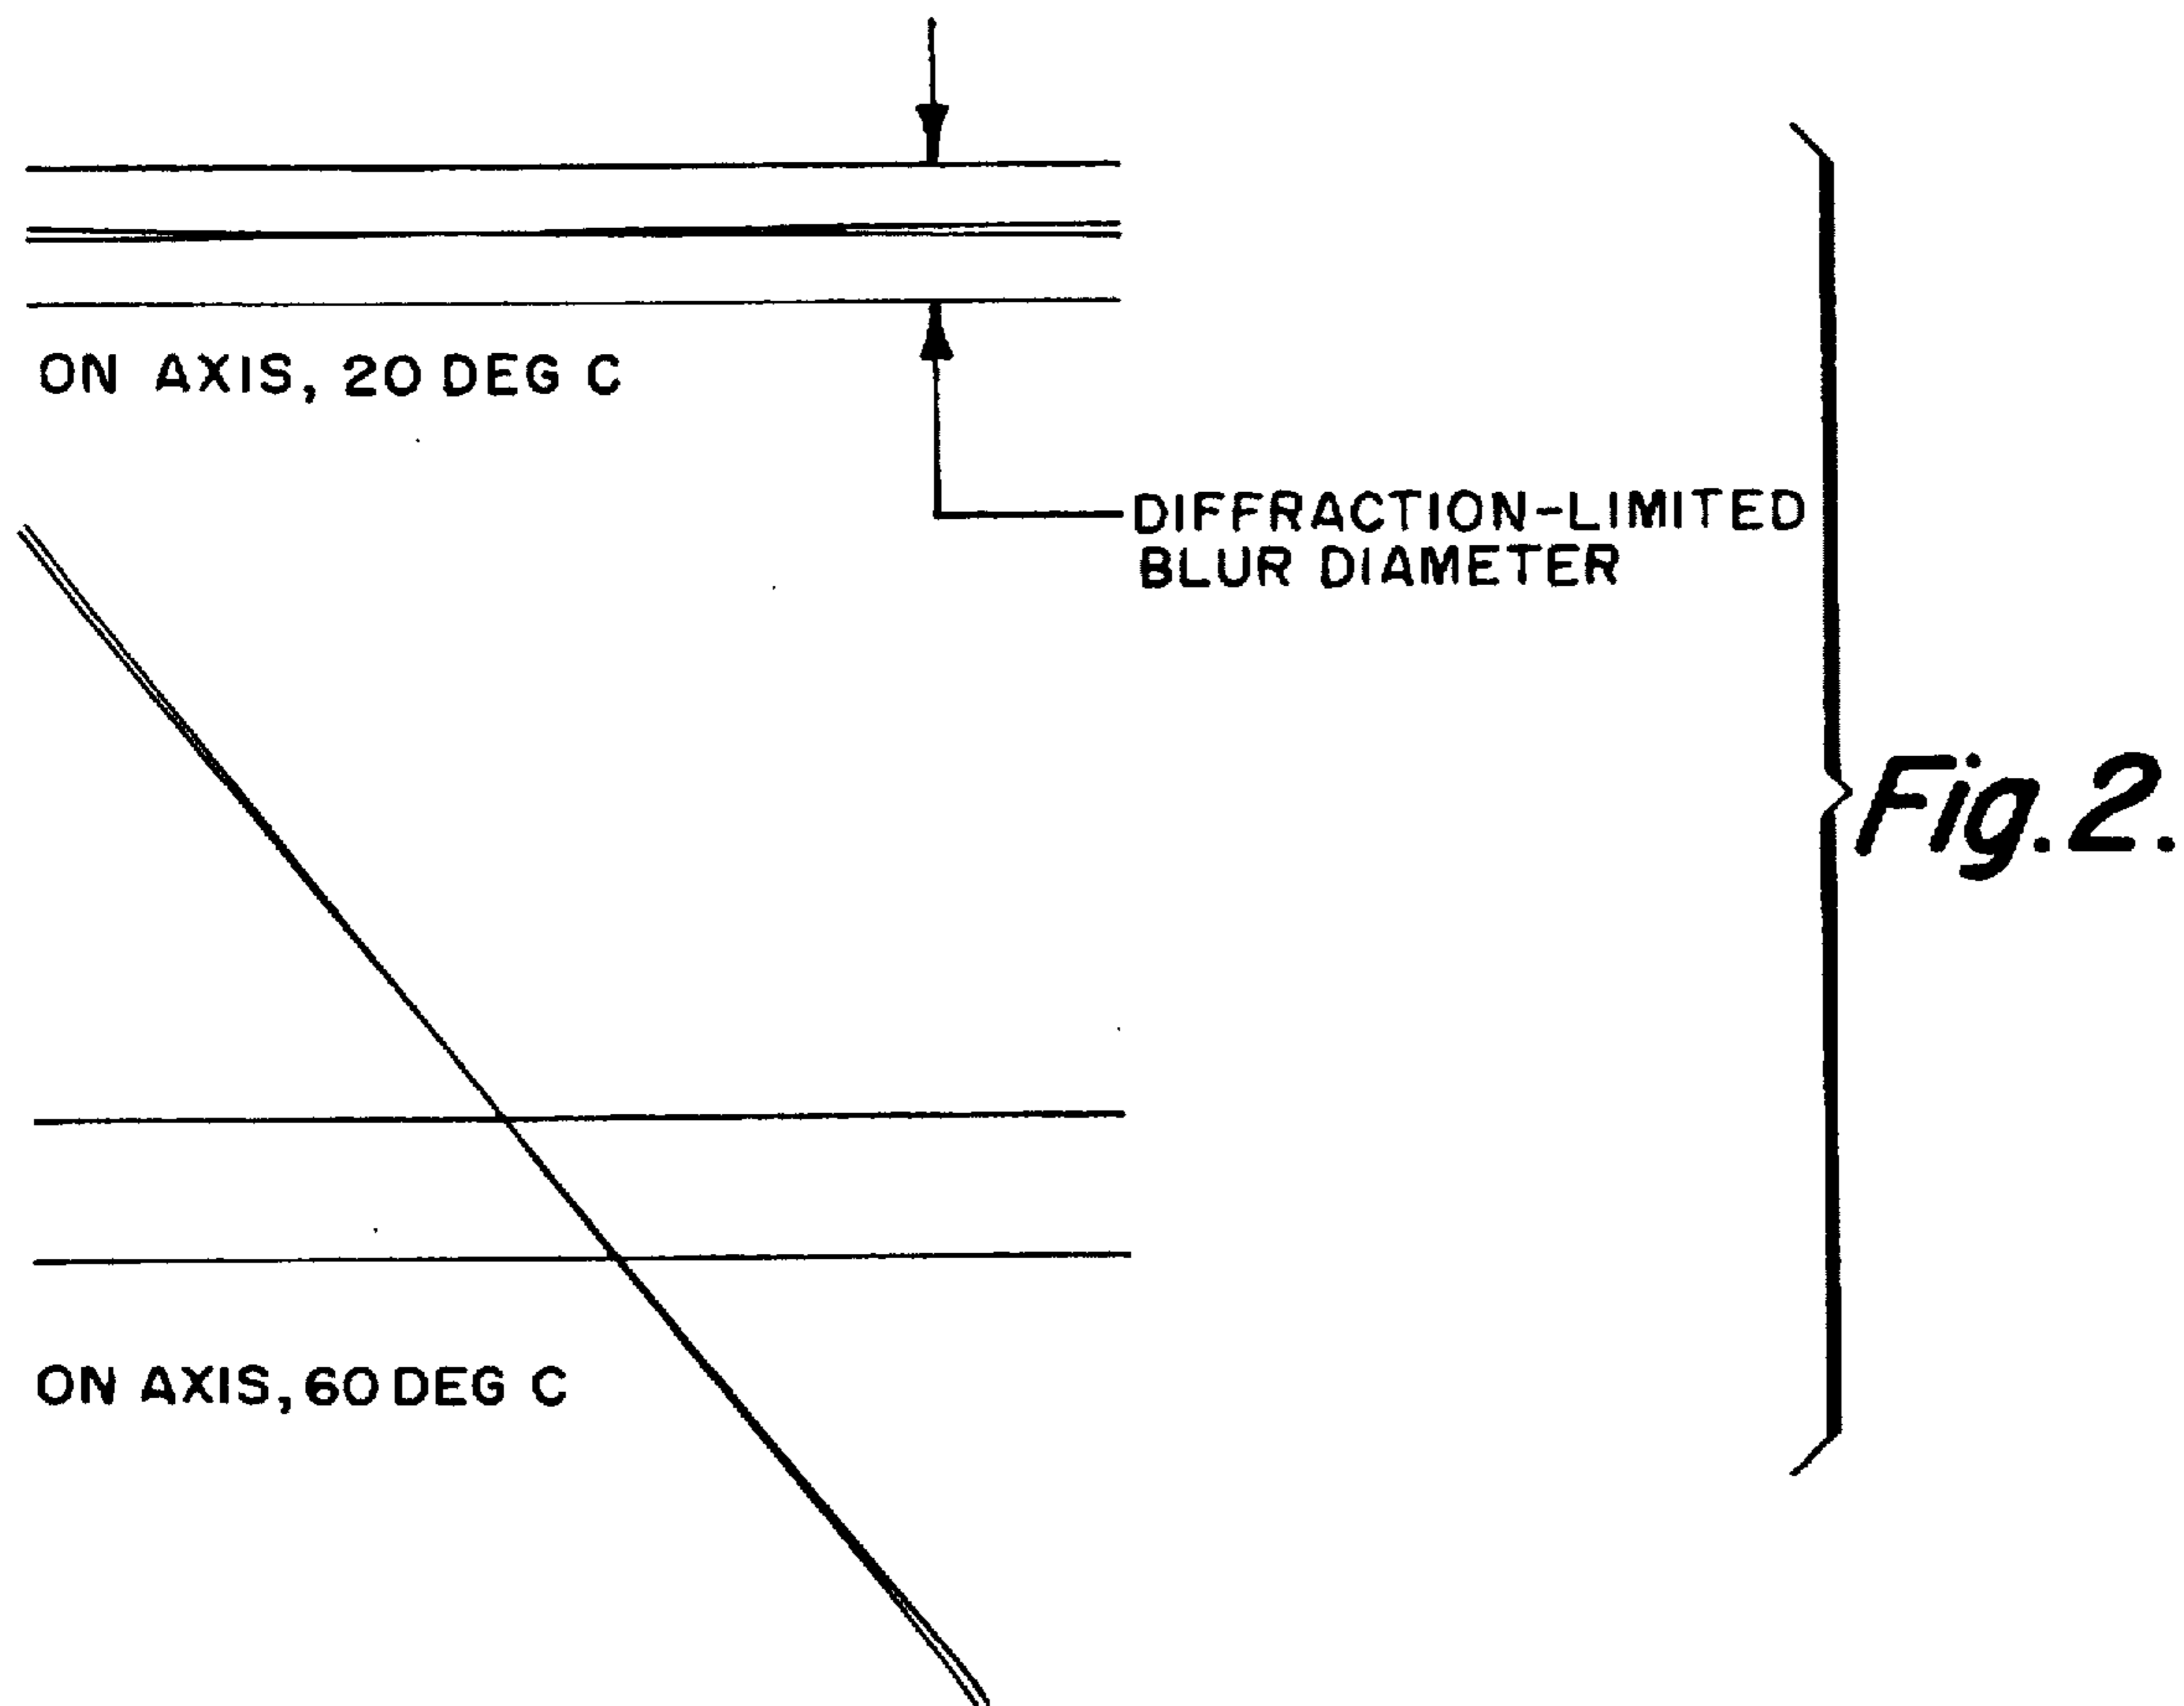 ON AXIS, 20 DEG C
DIFFRACTION-LIMITED
BLUR DIAMETER
Fig. 2.
ON AXIS, 60 DEG C